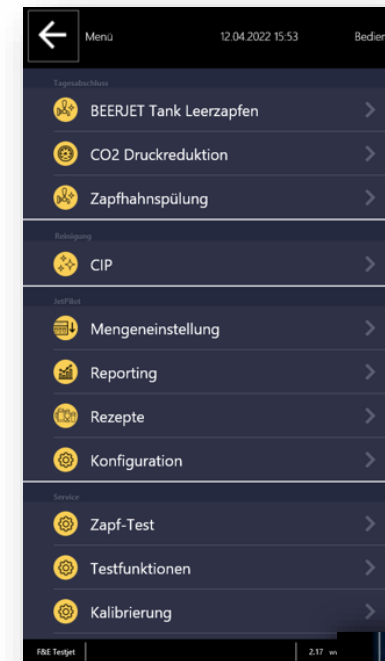 Menü 12.04.2022 15:53 Bedien
Tagesabschluss
BEERJET Tank Leerzapfen
CO2 Druckreduktion
Zapfhahnspülung
Reinigung
CIP
JetPilot
Mengeneinstellung
Reporting
Rezepte
Konfiguration
Service
Zapf-Test
Testfunktionen
Kalibrierung
F&E Testjet 2.17